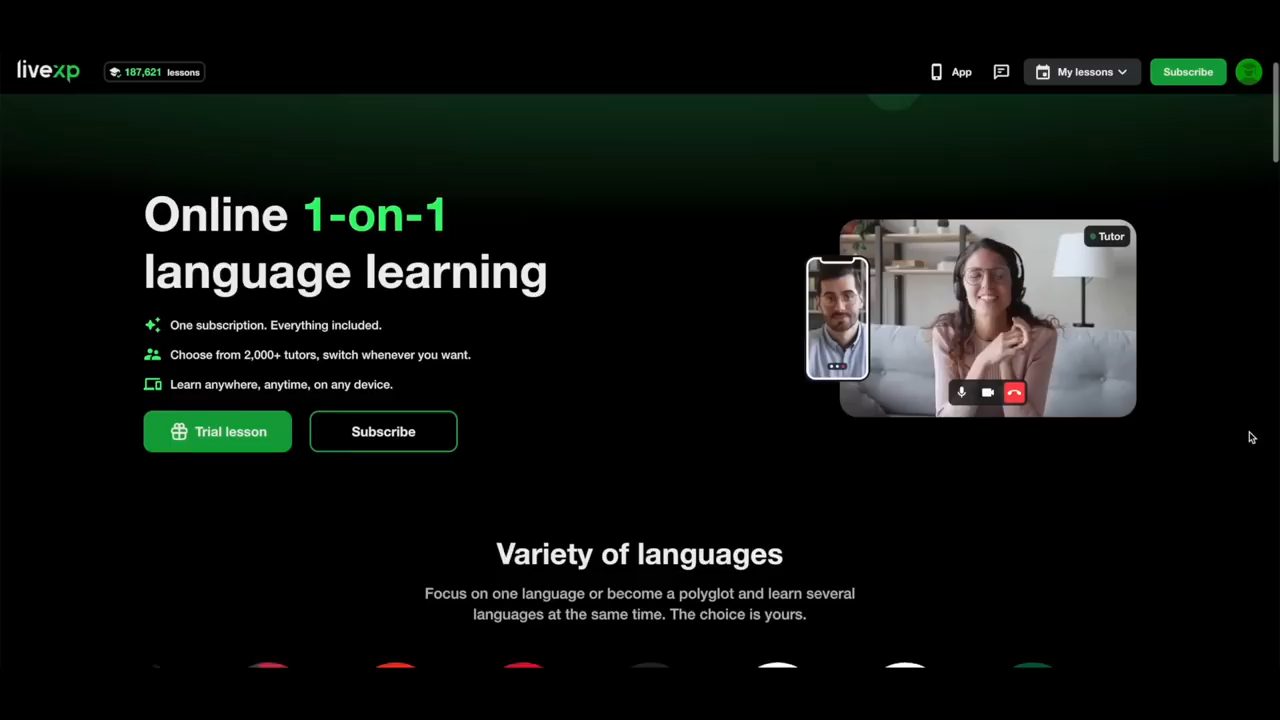 livexp
187,621 lessons
App
My lessons
Subscribe
Online 1-on-1
language learning
One subscription. Everything included.
Choose from 2,000+ tutors, switch whenever you want.
Learn anywhere, anytime, on any device.
Trial lesson
Subscribe
Tutor
Variety of languages
Focus on one language or become a polyglot and learn several
languages at the same time. The choice is yours.